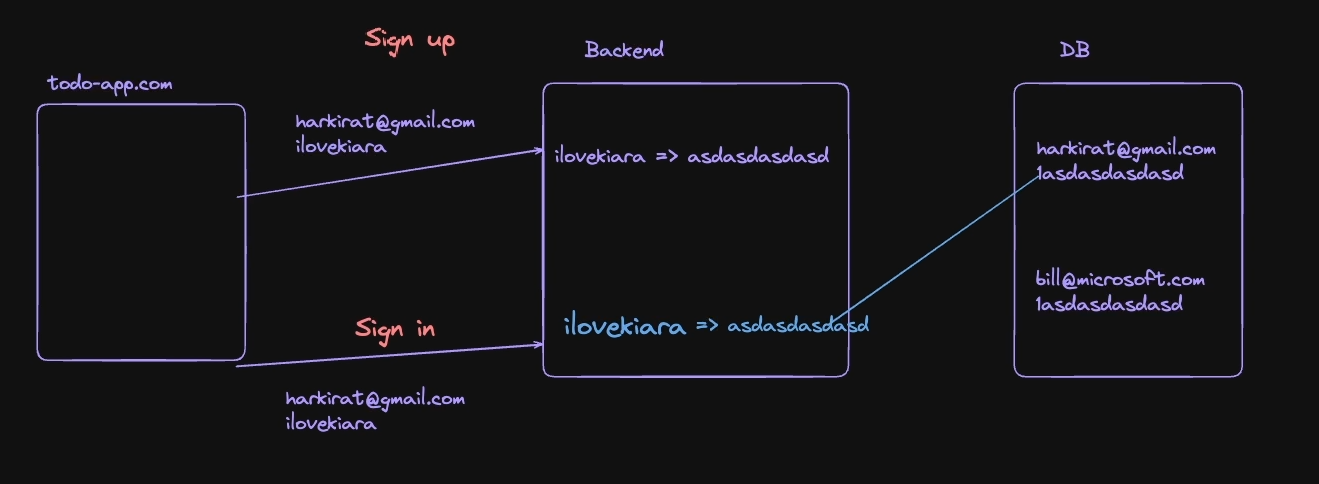 Sign up
Backend
DB
todo-app.com
harkirat@gmail.com
ilovekiara
ilovekiara => asdasdasdasd
harkirat@gmail.com
1asdasdasdasd
bill@microsoft.com
1asdasdasdasd
Sign in
ilovekiara => asdasdasdasd
harkirat@gmail.com
ilovekiara